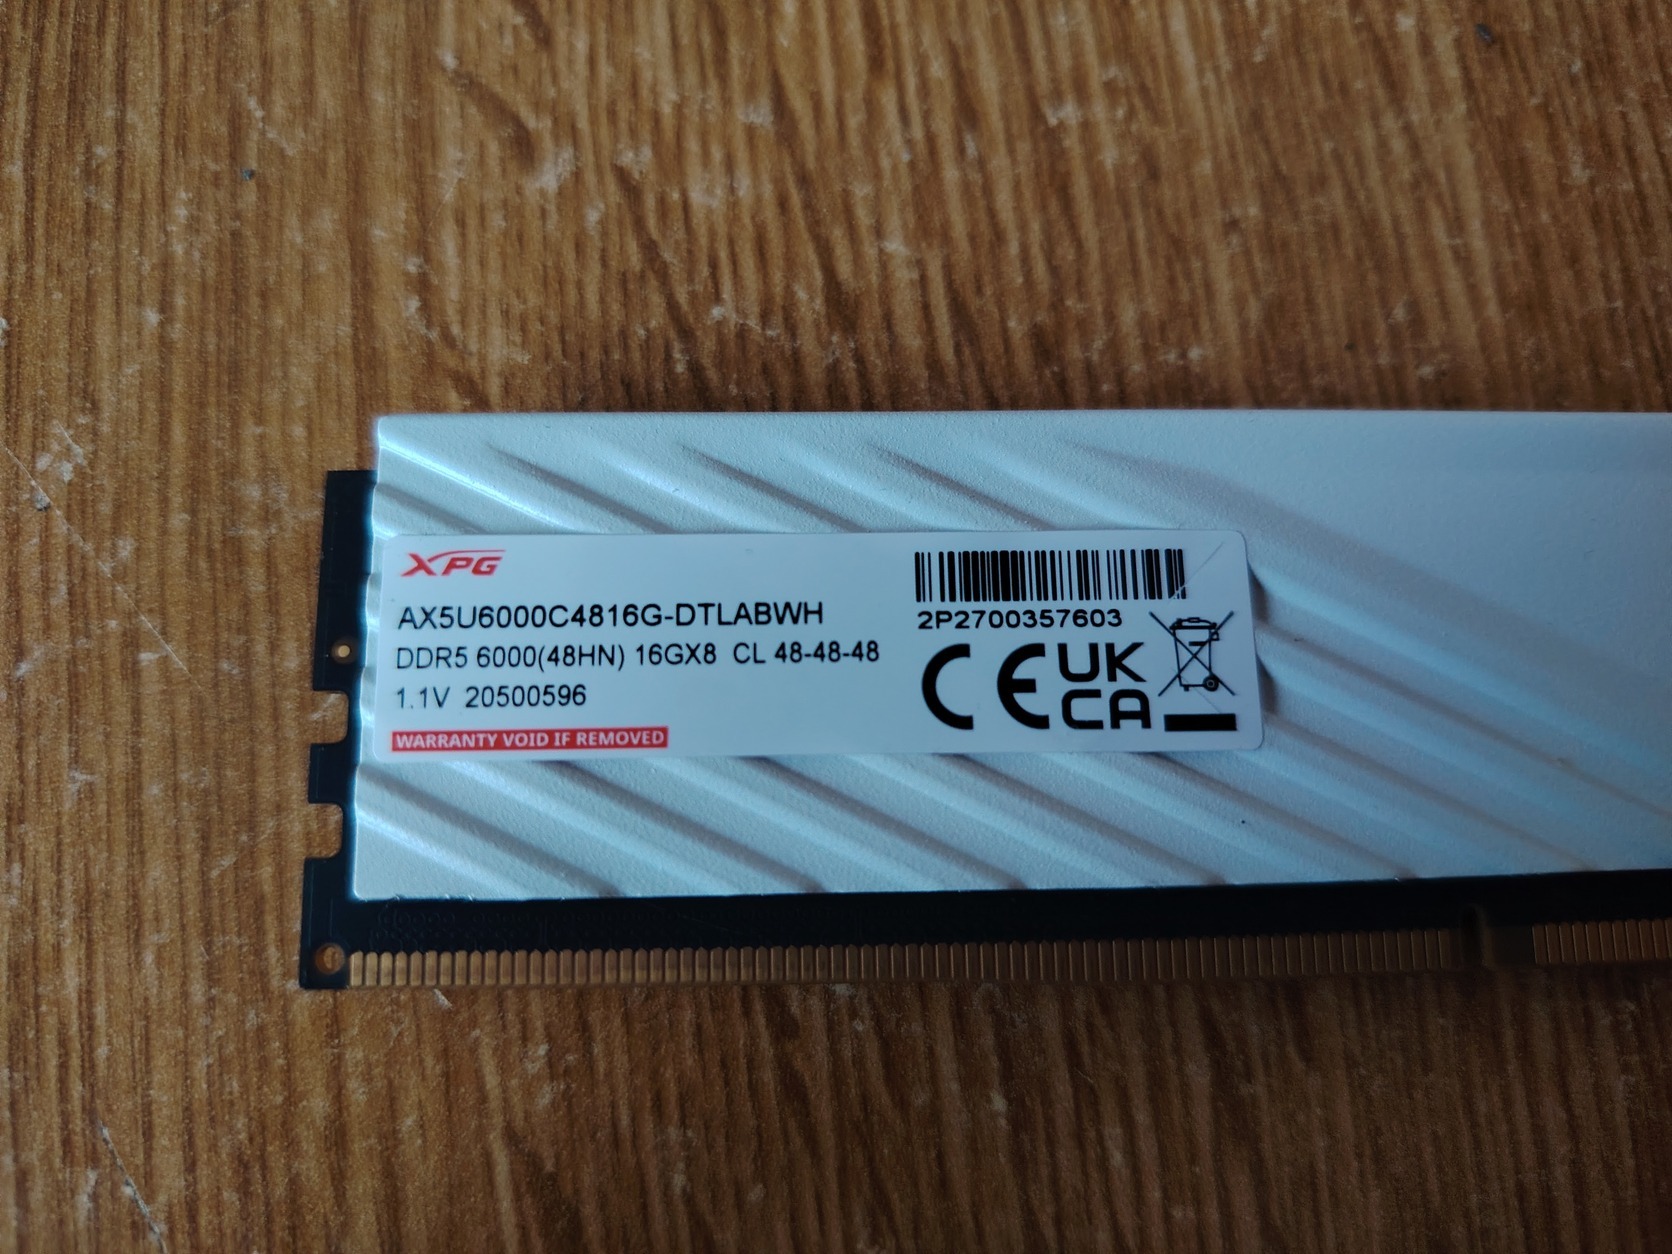 XPG
AX5U6000C4816G-DTLABWH
DDR5 6000(48HN) 16GX8 CL 48-48-48
1.1V 20500596
WARRANTY VOID IF REMOVED
2P2700357603
CE
UK
CA